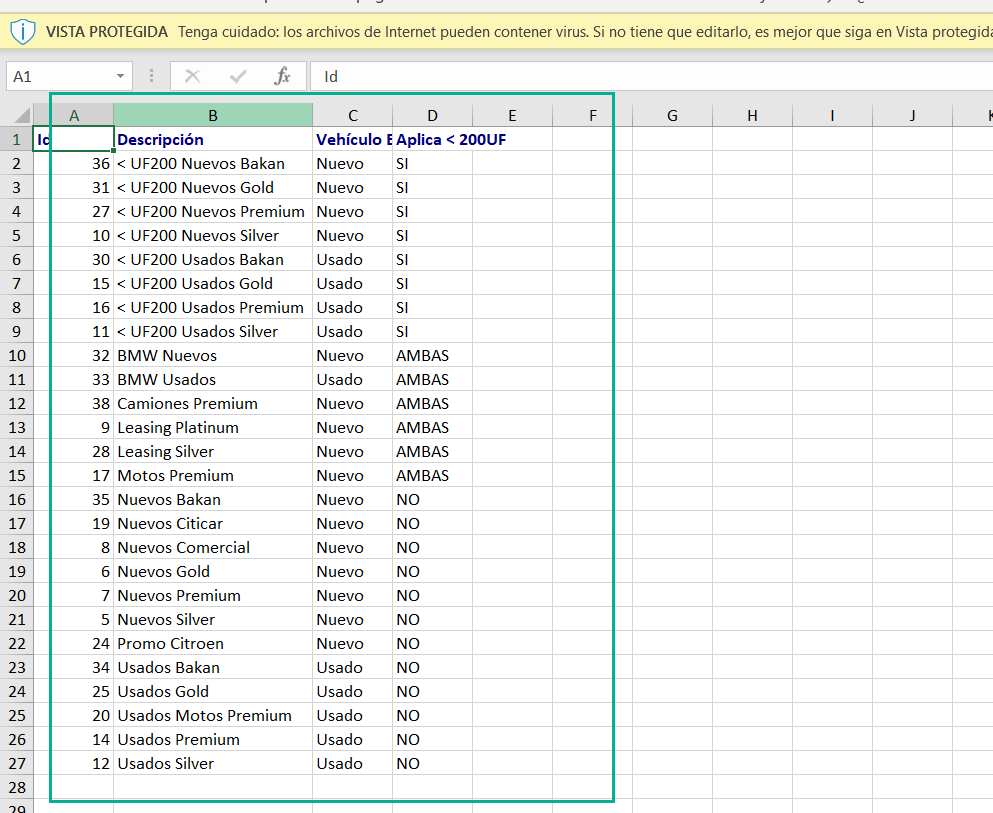 VISTA PROTEGIDA Tenga cuidado: los archivos de Internet pueden contener virus. Si no tiene que editarlo, es mejor que siga en Vista protegida
A1 fx Id
A B C D E F G H I J K
1 Id Descripción Vehículo E Aplica < 200UF
2 36 < UF200 Nuevos Bakan Nuevo SI
3 31 < UF200 Nuevos Gold Nuevo SI
4 27 < UF200 Nuevos Premium Nuevo SI
5 10 < UF200 Nuevos Silver Nuevo SI
6 30 < UF200 Usados Bakan Usado SI
7 15 < UF200 Usados Gold Usado SI
8 16 < UF200 Usados Premium Usado SI
9 11 < UF200 Usados Silver Usado SI
10 32 BMW Nuevos Nuevo AMBAS
11 33 BMW Usados Usado AMBAS
12 38 Camiones Premium Nuevo AMBAS
13 9 Leasing Platinum Nuevo AMBAS
14 28 Leasing Silver Nuevo AMBAS
15 17 Motos Premium Nuevo AMBAS
16 35 Nuevos Bakan Nuevo NO
17 19 Nuevos Citicar Nuevo NO
18 8 Nuevos Comercial Nuevo NO
19 6 Nuevos Gold Nuevo NO
20 7 Nuevos Premium Nuevo NO
21 5 Nuevos Silver Nuevo NO
22 24 Promo Citroen Nuevo NO
23 34 Usados Bakan Usado NO
24 25 Usados Gold Usado NO
25 20 Usados Motos Premium Usado NO
26 14 Usados Premium Usado NO
27 12 Usados Silver Usado NO
28
29